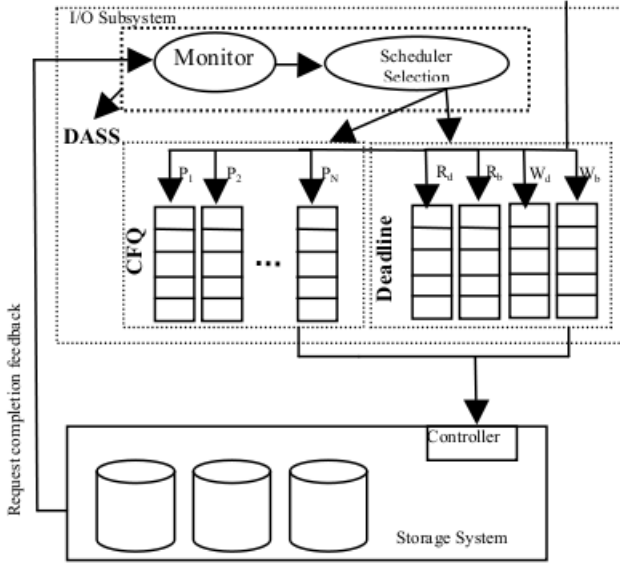 I/O Subsystem
Monitor
Scheduler
Selection
DASS
P1
P2
PN
Rd
Rb
Wd
Wb
CFQ
...
Deadline
Request completion feedback
Controller
Storage System